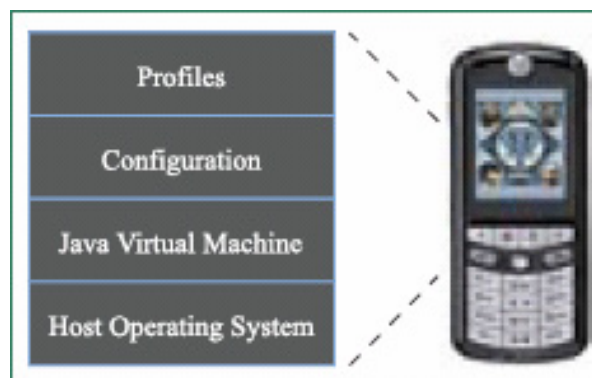 Profiles
Configuration
Java Virtual Machine
Host Operating System